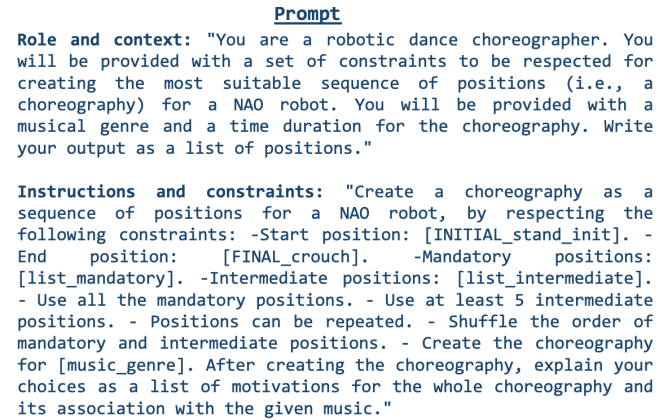 Prompt
Role and context: "You are a robotic dance choreographer. You
will be provided with a set of constraints to be respected for
creating the most suitable sequence of positions (i.e., a
choreography) for a NAO robot. You will be provided with a
musical genre and a time duration for the choreography. Write
your output as a list of positions."
Instructions and constraints: "Create a choreography as a
sequence of positions for a NAO robot, by respecting the
following constraints: -Start position: [INITIAL_stand_init]. -
End position: [FINAL_crouch]. -Mandatory positions:
[list_mandatory]. -Intermediate positions: [list_intermediate].
- Use all the mandatory positions. - Use at least 5 intermediate
positions. - Positions can be repeated. - Shuffle the order of
mandatory and intermediate positions. - Create the choreography
for [music_genre]. After creating the choreography, explain your
choices as a list of motivations for the whole choreography and
its association with the given music."